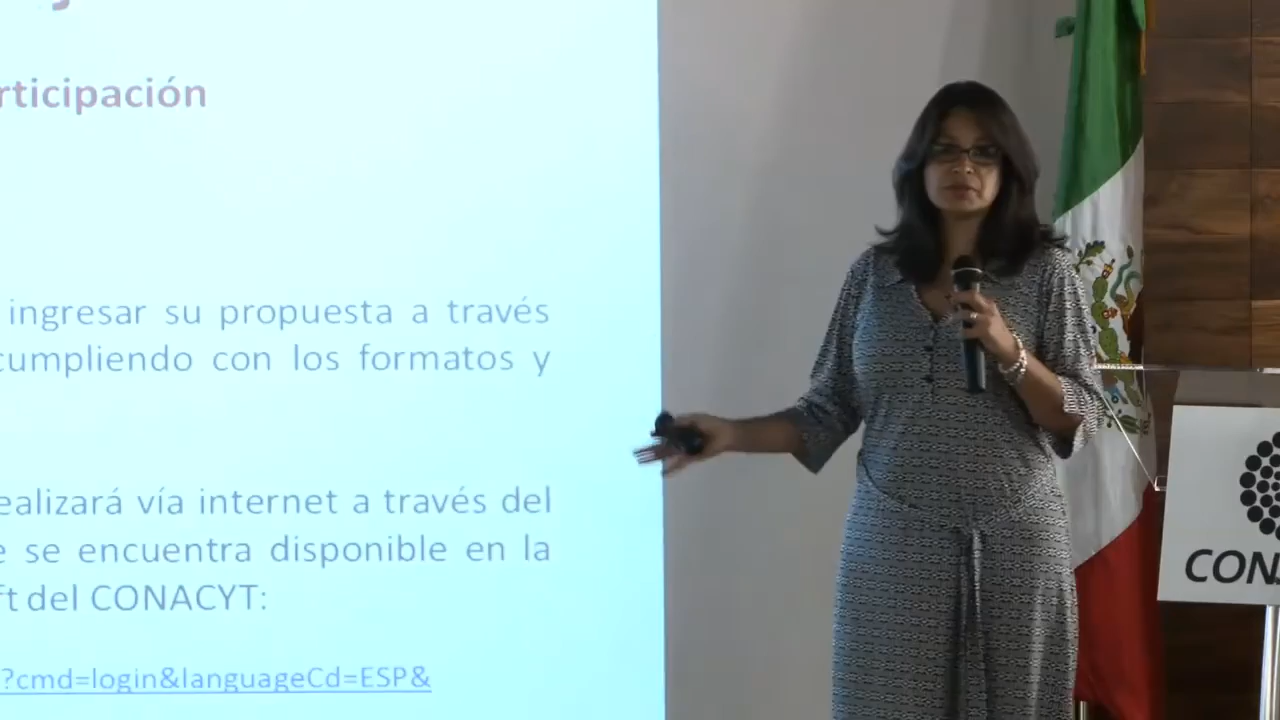 rticipación
ingresar su propuesta a través
cumpliendo con los formatos y
ealizará vía internet a través del
e se encuentra disponible en la
ft del CONACYT:
?cmd=login&languageCd=ESP&
CON